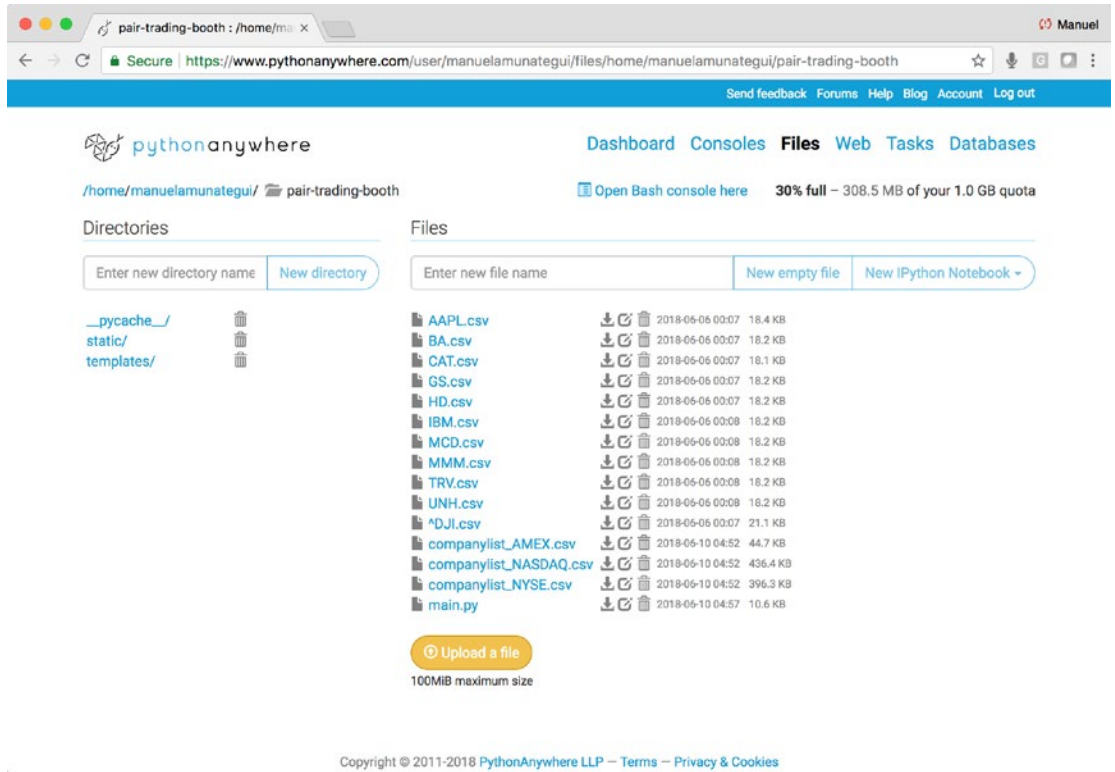 pair-trading-booth : /home/ma
Manuel
Secure https://www.pythonanywhere.com/user/manuelamunategui/files/home/manuelamunategui/pair-trading-booth
Send feedback Forums Help Blog Account Log out
pythonanywhere
Dashboard Consoles Files Web Tasks Databases
/home/manuelamunategui/ pair-trading-booth
Open Bash console here 30% full – 308.5 MB of your 1.0 GB quota
Directories
Files
Enter new directory name New directory
Enter new file name New empty file New IPython Notebook
__pycache__/
static/
templates/
AAPL.csv 2018-06-06 00:07 18.4 KB
BA.csv 2018-06-06 00:07 18.2 KB
CAT.csv 2018-06-06 00:07 18.1 KB
GS.csv 2018-06-06 00:07 18.2 KB
HD.csv 2018-06-06 00:07 18.2 KB
IBM.csv 2018-06-06 00:08 18.2 KB
MCD.csv 2018-06-06 00:08 18.2 KB
MMM.csv 2018-06-06 00:08 18.2 KB
TRV.csv 2018-06-06 00:08 18.2 KB
UNH.csv 2018-06-06 00:08 18.2 KB
^DJI.csv 2018-06-06 00:07 21.1 KB
companylist_AMEX.csv 2018-06-10 04:52 44.7 KB
companylist_NASDAQ.csv 2018-06-10 04:52 436.4 KB
companylist_NYSE.csv 2018-06-10 04:52 396.3 KB
main.py 2018-06-10 04:57 10.6 KB
Upload a file
100MiB maximum size
Copyright © 2011-2018 PythonAnywhere LLP — Terms — Privacy & Cookies